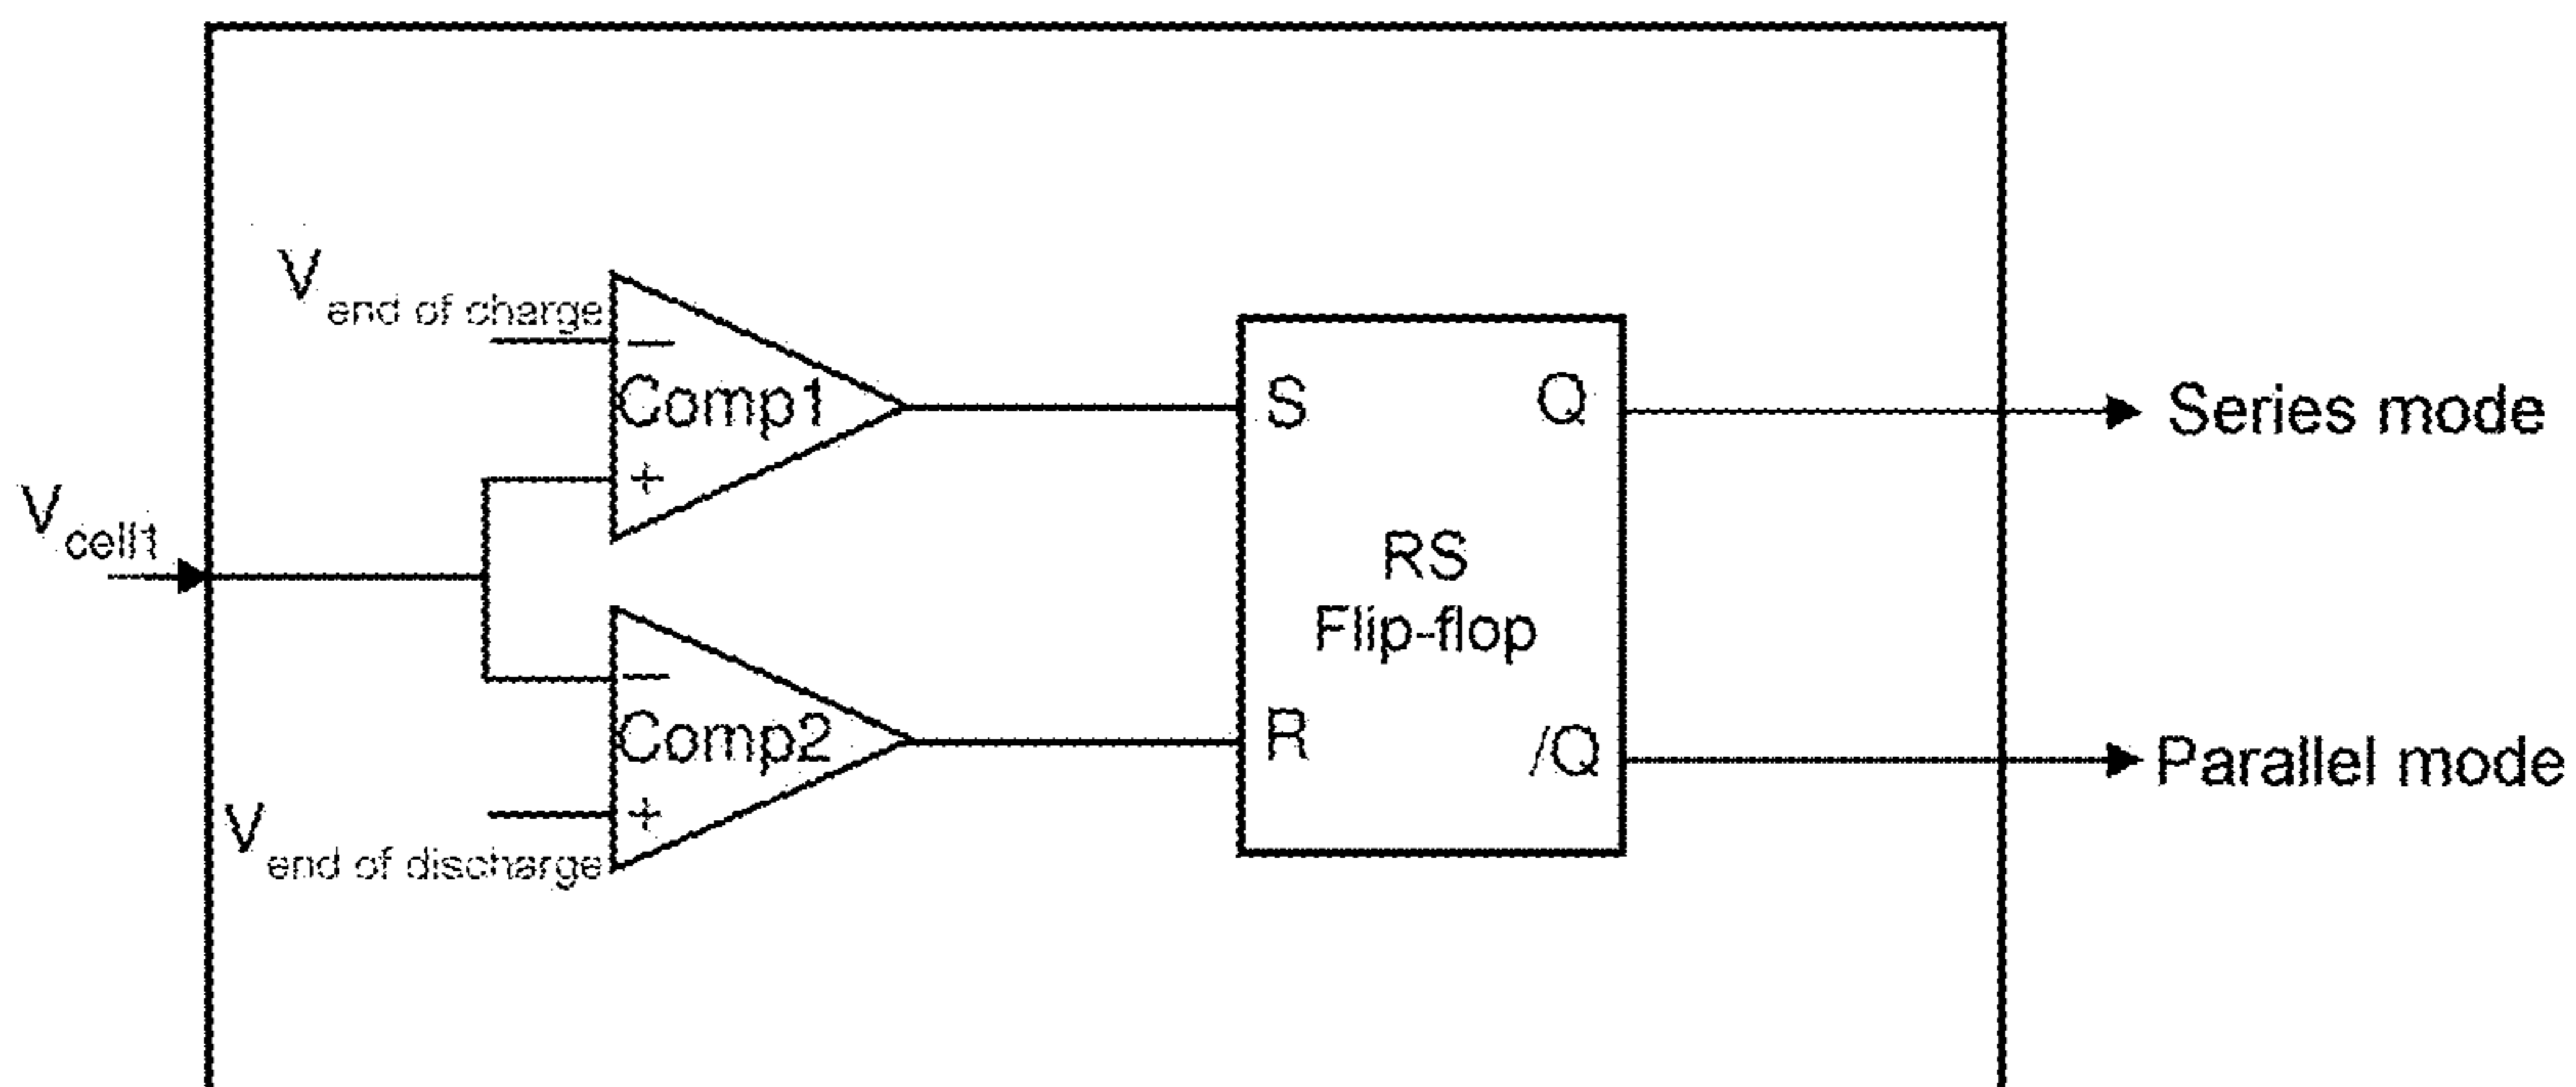 V end of charge
−
Comp1
+
V cell1
−
Comp2
+
V end of discharge
S
Q
RS
Flip-flop
R
/Q
Series mode
Parallel mode